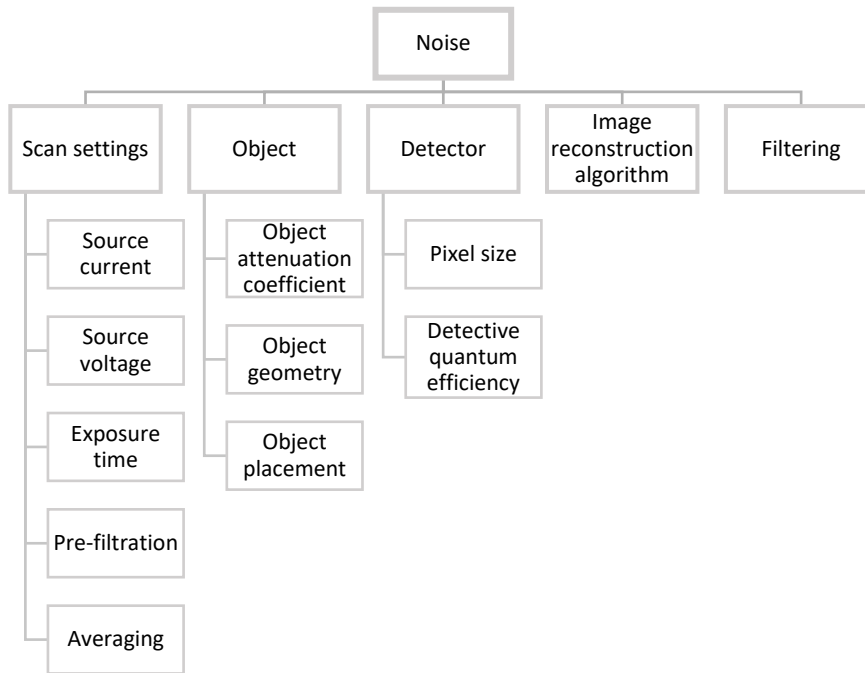 Noise
Scan settings
Object
Detector
Image
reconstruction
algorithm
Filtering
Source
current
Source
voltage
Exposure
time
Pre-filtration
Averaging
Object
attenuation
coefficient
Object
geometry
Object
placement
Pixel size
Detective
quantum
efficiency